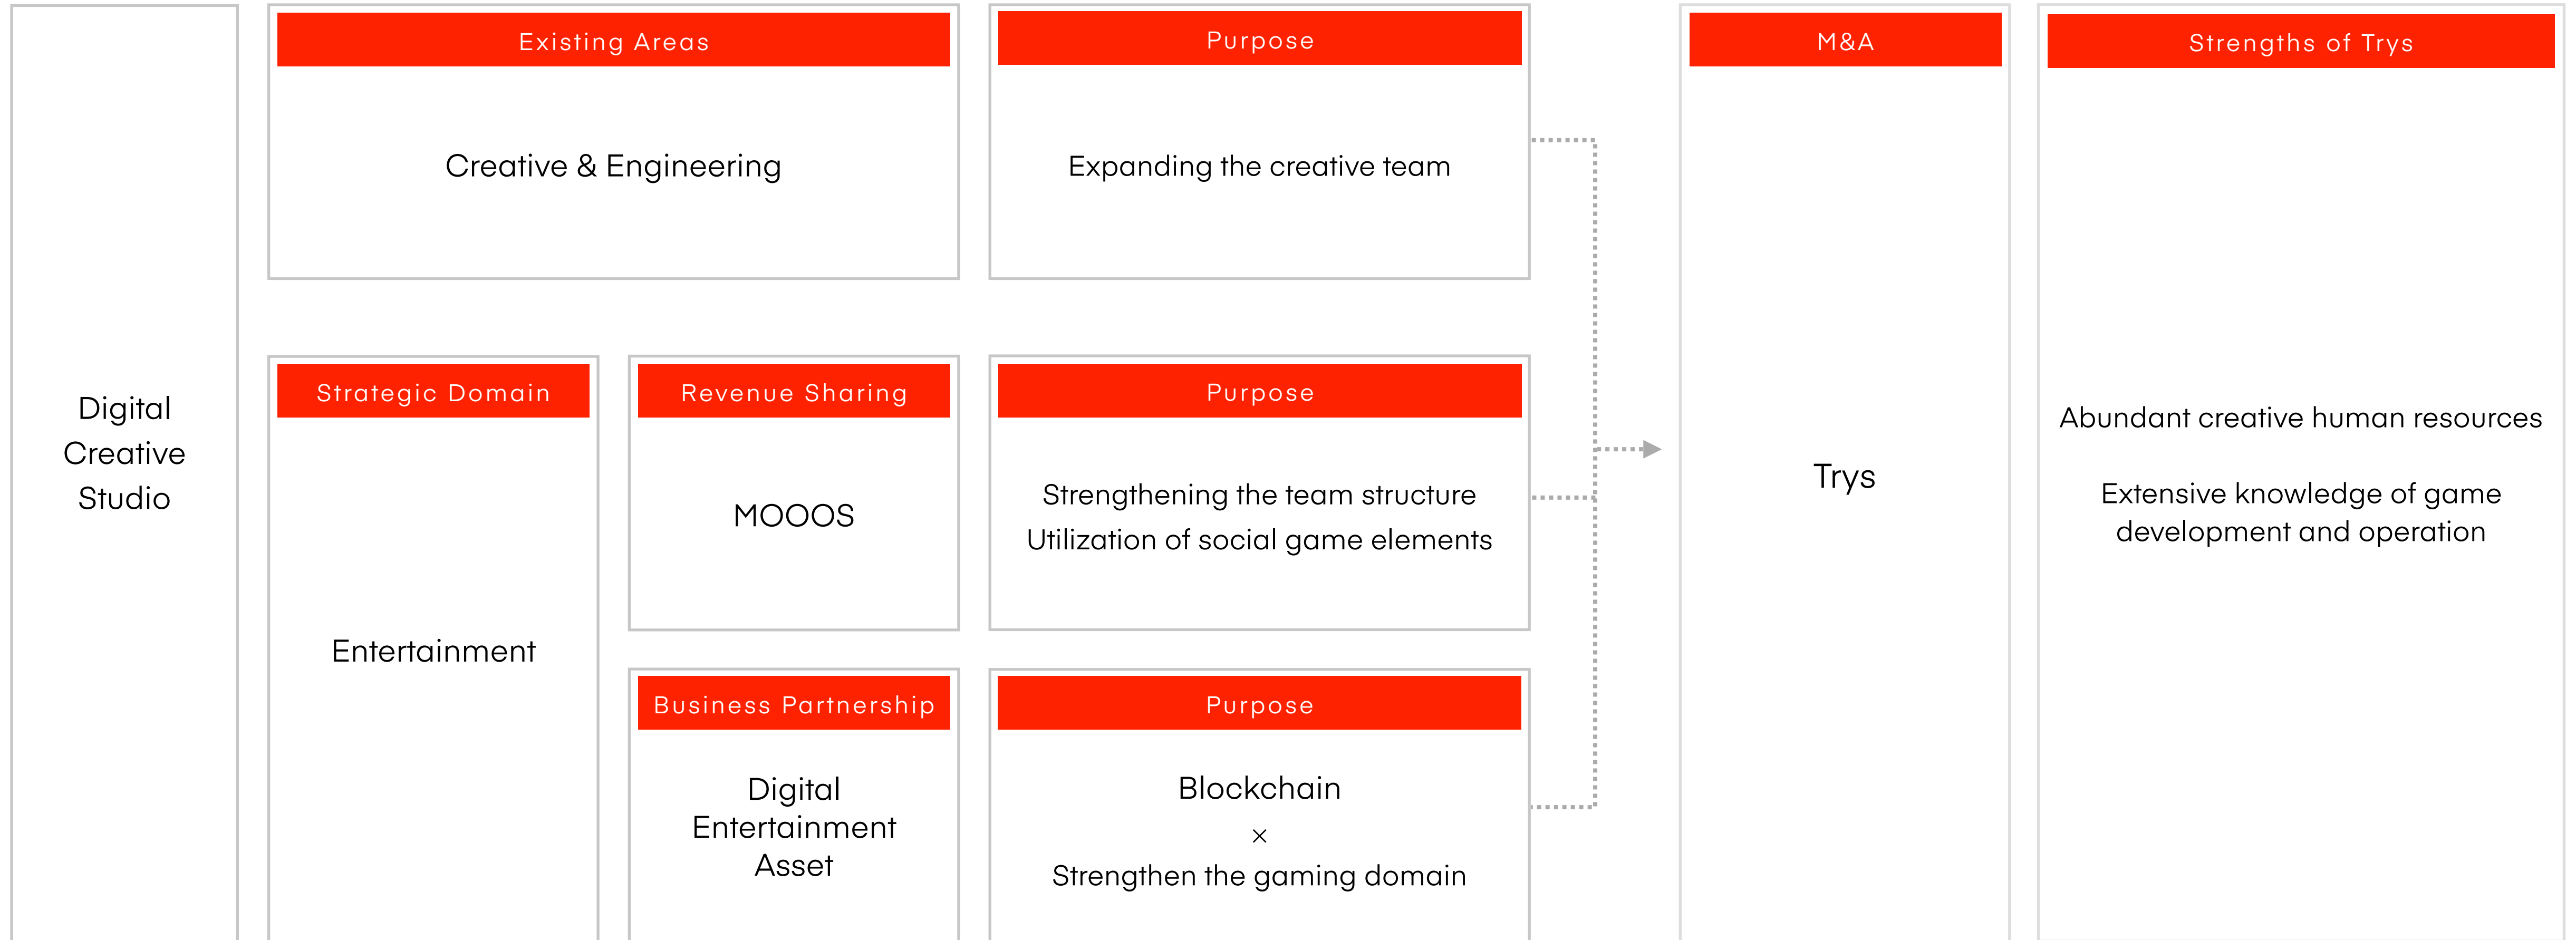 Digital
Creative
Studio
Existing Areas
Creative & Engineering
Purpose
Expanding the creative team
Strategic Domain
Entertainment
Revenue Sharing
MOOOS
Purpose
Strengthening the team structure
Utilization of social game elements
Business Partnership
Digital
Entertainment
Asset
Purpose
Blockchain
×
Strengthen the gaming domain
M&A
Trys
Strengths of Trys
Abundant creative human resources
Extensive knowledge of game
development and operation